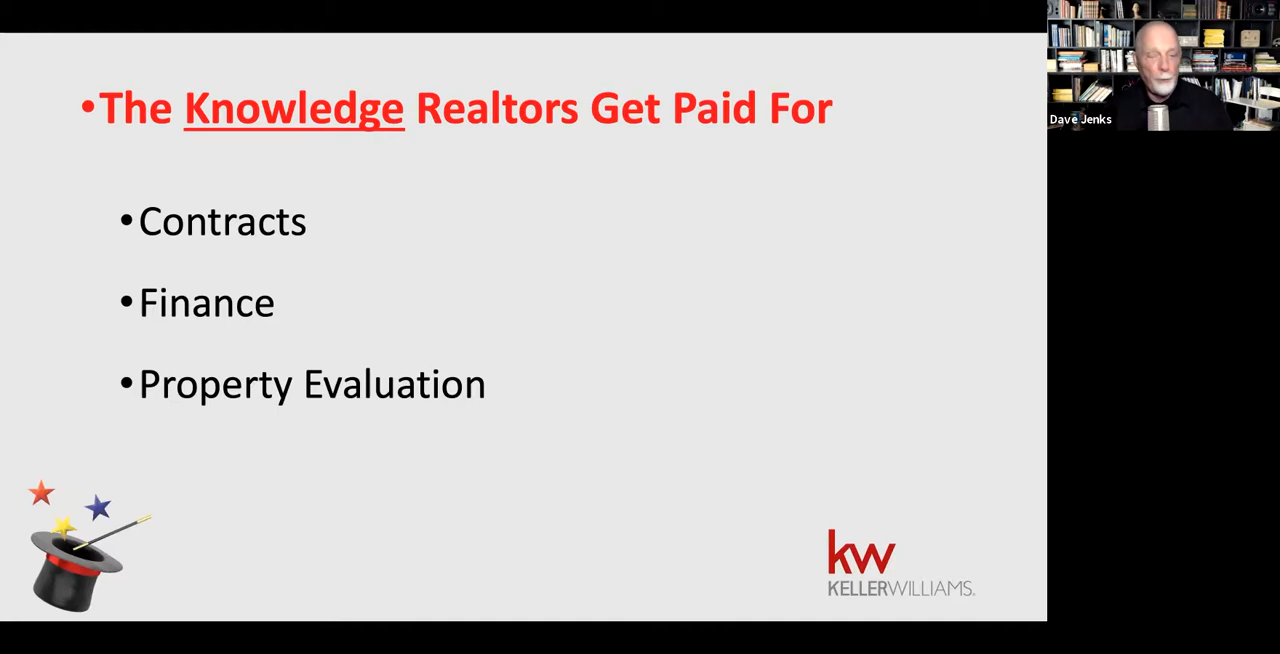 •The Knowledge Realtors Get Paid For
•Contracts
•Finance
•Property Evaluation
kw
KELLERWILLIAMS.
Dave Jenks